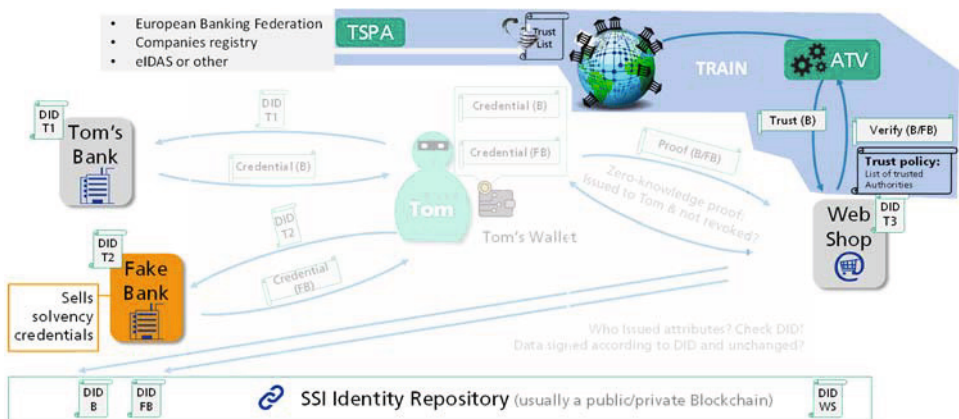 • European Banking Federation
• Companies registry
• eIDAS or other
TSPA
Trust
List
TRAIN
ATV
Trust (B)
Verify (B/FB)
Trust policy:
List of trusted
Authorities
DID
T1
Tom's
Bank
DID
T1
Credential (B)
Credential (B)
Credential (FB)
Tom
Tom's Wallet
Proof (B/FB)
Zero-knowledge proof:
Issued to Tom & not revoked?
DID
T3
Web
Shop
DID
T2
Fake
Bank
DID
T2
Credential
(FB)
Sells
solvency
credentials
Who Issued attributes? Check DID!
Data signed according to DID and unchanged?
DID
B
DID
FB
SSI Identity Repository (usually a public/private Blockchain)
DID
WS